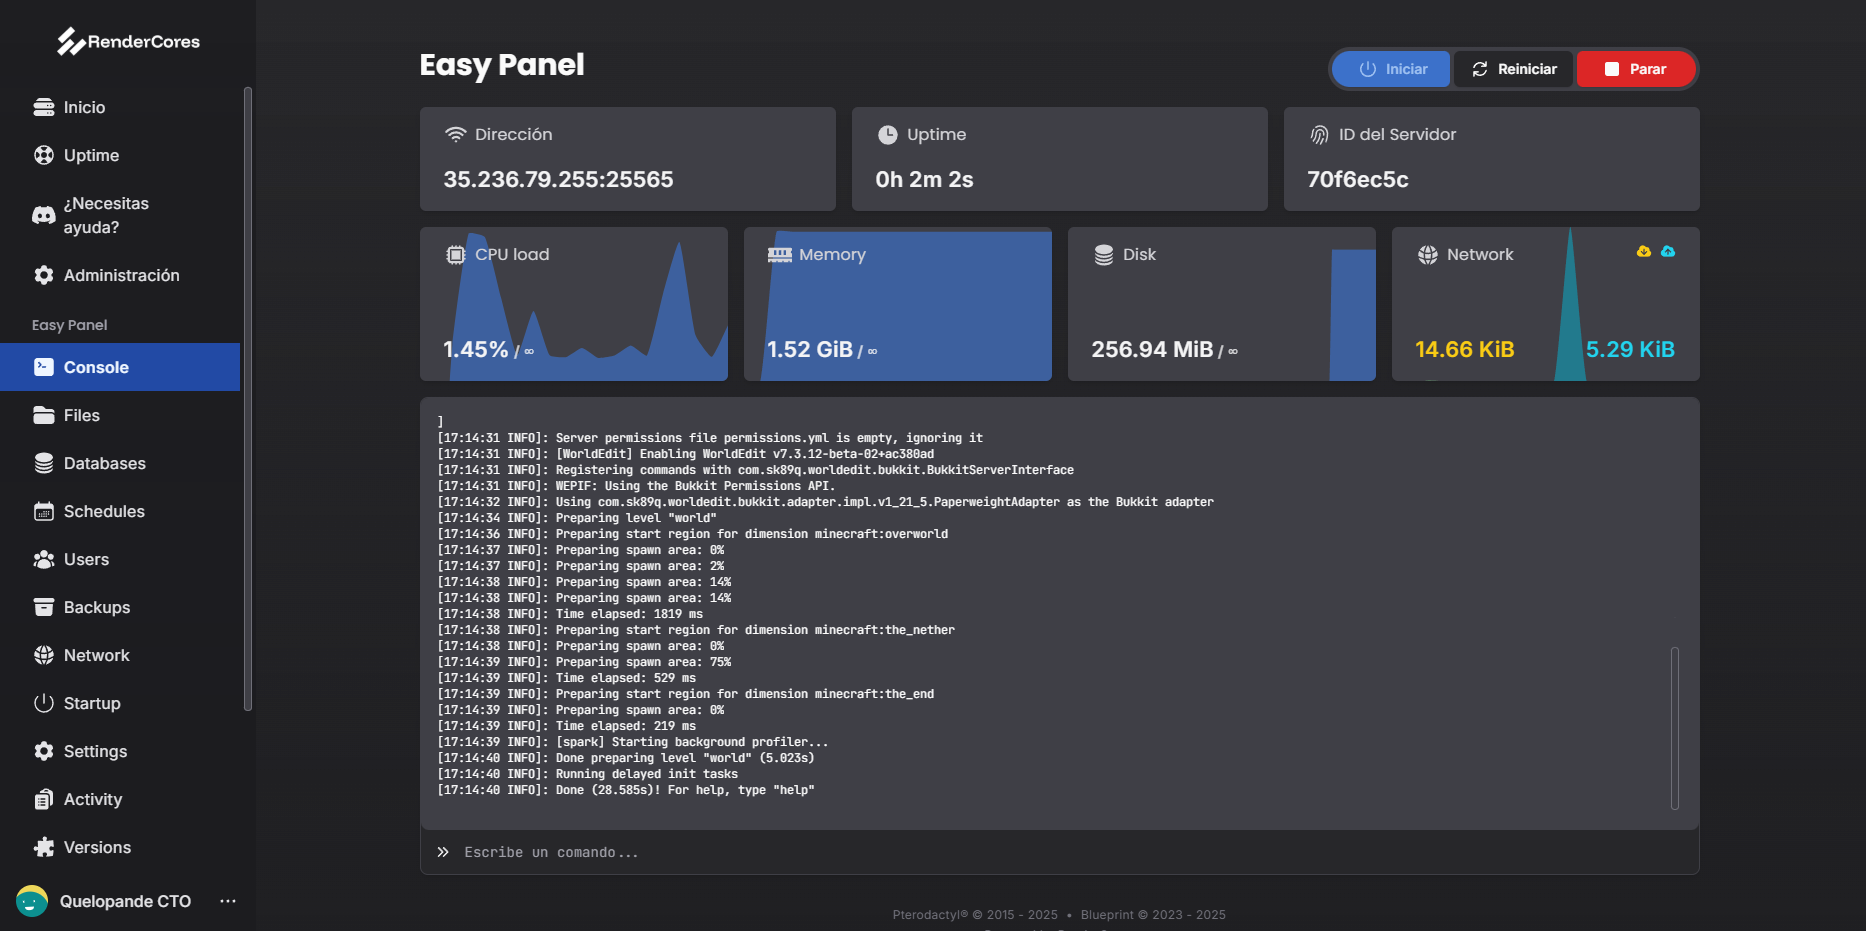 RenderCores
Inicio
Uptime
¿Necesitas
ayuda?
Administración
Easy Panel
Console
Files
Databases
Schedules
Users
Backups
Network
Startup
Settings
Activity
Versions
Quelopande CTO
Easy Panel
Iniciar
Reiniciar
Parar
Dirección
35.236.79.255:25565
Uptime
0h 2m 2s
ID del Servidor
70f6ec5c
CPU load
1.45% / ∞
Memory
1.52 GiB / ∞
Disk
256.94 MiB / ∞
Network
14.66 KiB
5.29 KiB
]
[17:14:31 INFO]: Server permissions file permissions.yml is empty, ignoring it
[17:14:31 INFO]: [WorldEdit] Enabling WorldEdit v7.3.12-beta-02+ac380ad
[17:14:31 INFO]: Registering commands with com.sk89q.worldedit.bukkit.BukkitServerInterface
[17:14:31 INFO]: WEPIF: Using the Bukkit Permissions API.
[17:14:32 INFO]: Using com.sk89q.worldedit.bukkit.adapter.impl.v1_21_5.PaperweightAdapter as the Bukkit adapter
[17:14:34 INFO]: Preparing level "world"
[17:14:36 INFO]: Preparing start region for dimension minecraft:overworld
[17:14:37 INFO]: Preparing spawn area: 0%
[17:14:37 INFO]: Preparing spawn area: 2%
[17:14:38 INFO]: Preparing spawn area: 14%
[17:14:38 INFO]: Preparing spawn area: 14%
[17:14:38 INFO]: Time elapsed: 1819 ms
[17:14:38 INFO]: Preparing start region for dimension minecraft:the_nether
[17:14:38 INFO]: Preparing spawn area: 0%
[17:14:39 INFO]: Preparing spawn area: 75%
[17:14:39 INFO]: Time elapsed: 529 ms
[17:14:39 INFO]: Preparing start region for dimension minecraft:the_end
[17:14:39 INFO]: Preparing spawn area: 0%
[17:14:39 INFO]: Time elapsed: 219 ms
[17:14:39 INFO]: [spark] Starting background profiler...
[17:14:40 INFO]: Done preparing level "world" (5.023s)
[17:14:40 INFO]: Running delayed init tasks
[17:14:40 INFO]: Done (28.585s)! For help, type "help"
Escribe un comando...
Pterodactyl® © 2015 - 2025 • Blueprint © 2023 - 2025